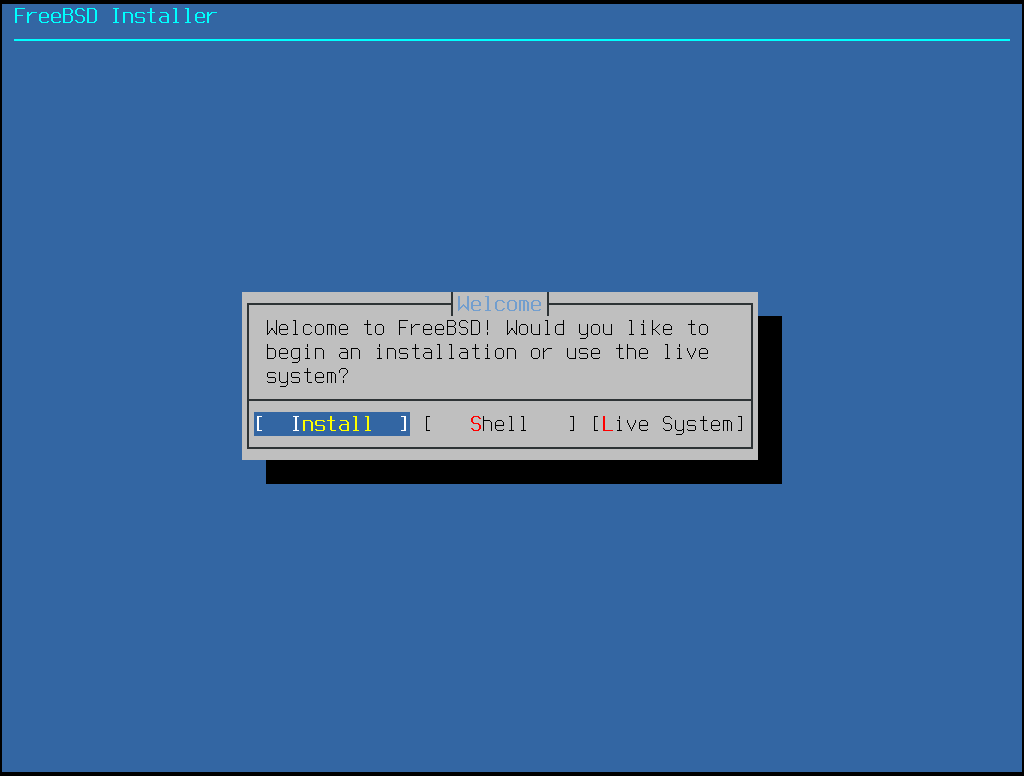 FreeBSD Installer
Welcome
Welcome to FreeBSD! Would you like to
begin an installation or use the live
system?
[  Install  ] [   Shell   ] [Live System]